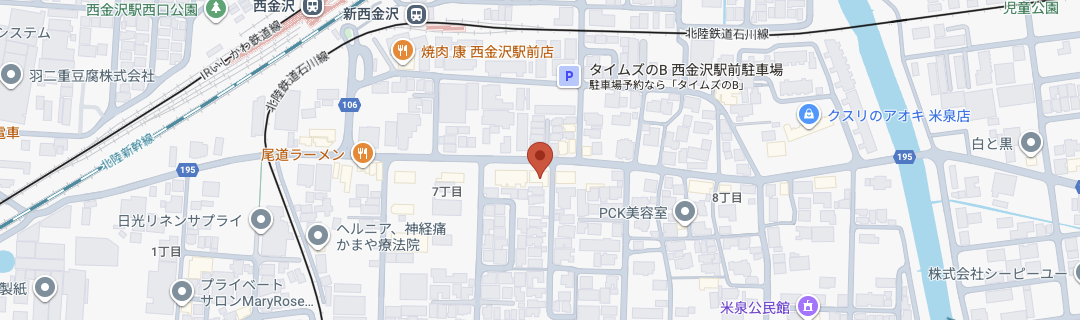 西金沢駅西口公園
西金沢
新西金沢
児童公園
システム
IRいしかわ鉄道線
北陸鉄道石川線
焼肉 康 西金沢駅前店
羽二重豆腐株式会社
P
タイムズのB 西金沢駅前駐車場
駐車場予約なら「タイムズのB」
北陸鉄道石川線
106
クスリのアオキ 米泉店
電車
北陸新幹線
尾道ラーメン
195
195
白と黒
7丁目
8丁目
PCK美容室
日光リネンサプライ
ヘルニア、神経痛
かまや療法院
1丁目
製紙
プライベート
サロンMaryRose...
株式会社シーピーユー
米泉公民館